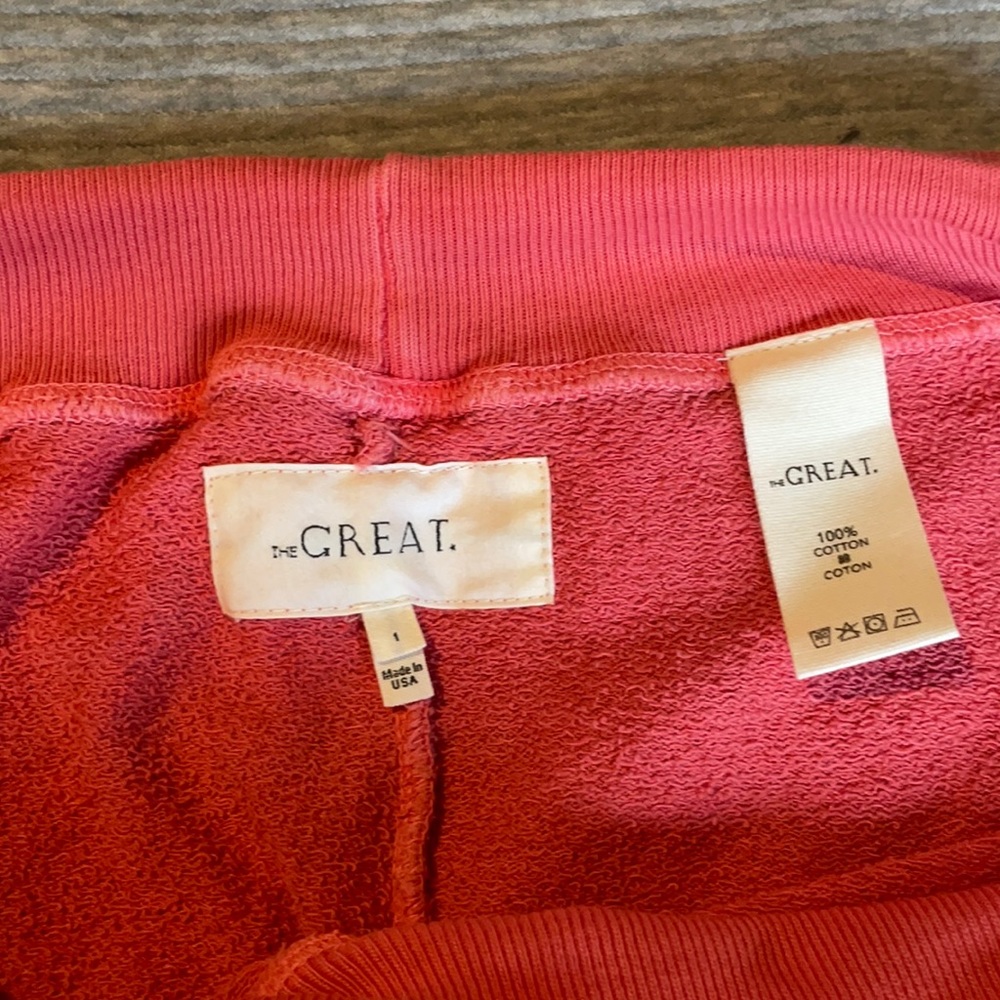 THE GREAT.
1
Made in
USA
THE GREAT.
100%
COTTON
COTON